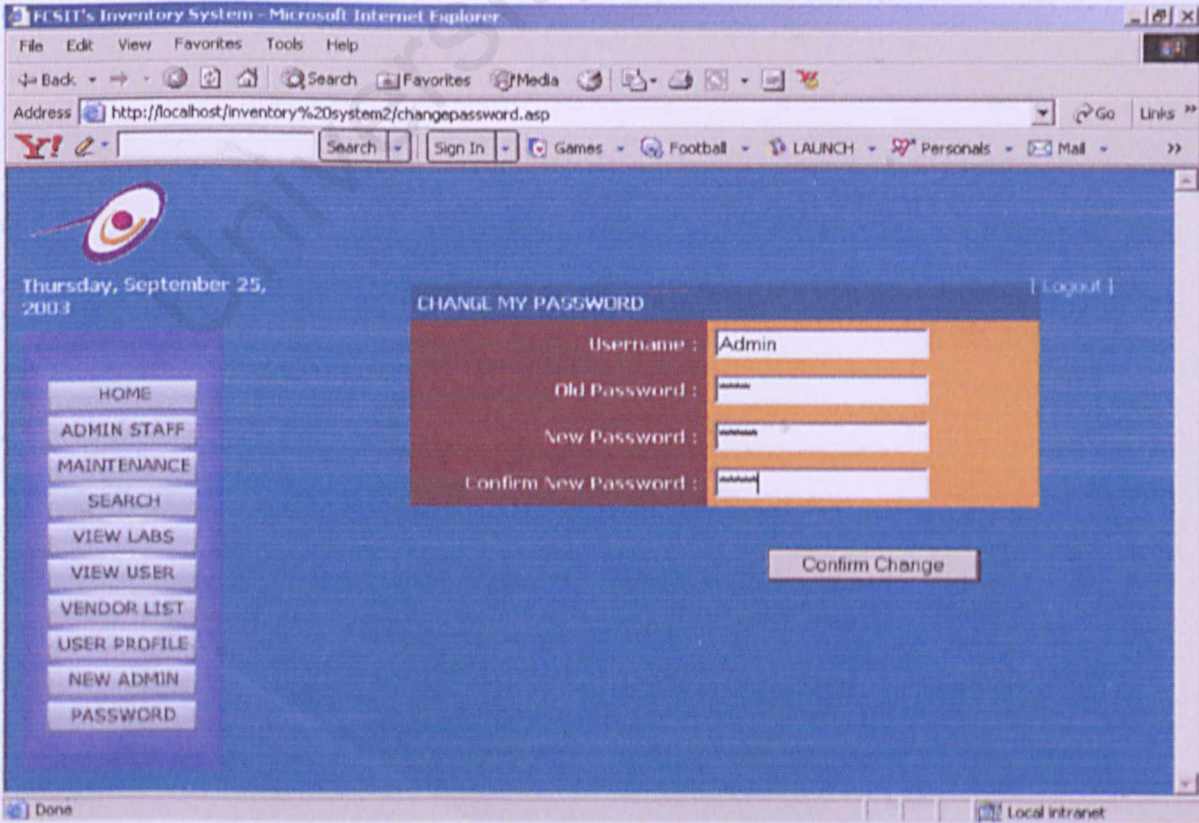 FCSIT's Inventory System - Microsoft Internet Explorer
File Edit View Favorites Tools Help
Back Search Favorites Media
Address http://localhost/inventory%20system2/changepassword.asp Go Links »
Y! Search Sign In Games Football LAUNCH Personals Mail »
Thursday, September 25,
2003
[ Logout ]
CHANGE MY PASSWORD
Username : Admin
Old Password : ****
New Password : *****
Confirm New Password : *****
Confirm Change
HOME
ADMIN STAFF
MAINTENANCE
SEARCH
VIEW LABS
VIEW USER
VENDOR LIST
USER PROFILE
NEW ADMIN
PASSWORD
Done Local intranet